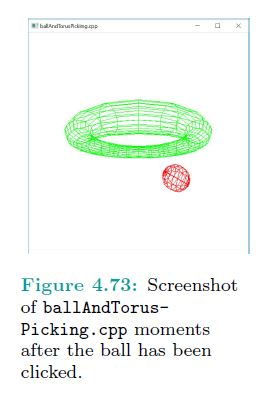 ballAndTorusPicking.cpp
Figure 4.73: Screenshot
of ballAndTorus-
Picking.cpp moments
after the ball has been
clicked.